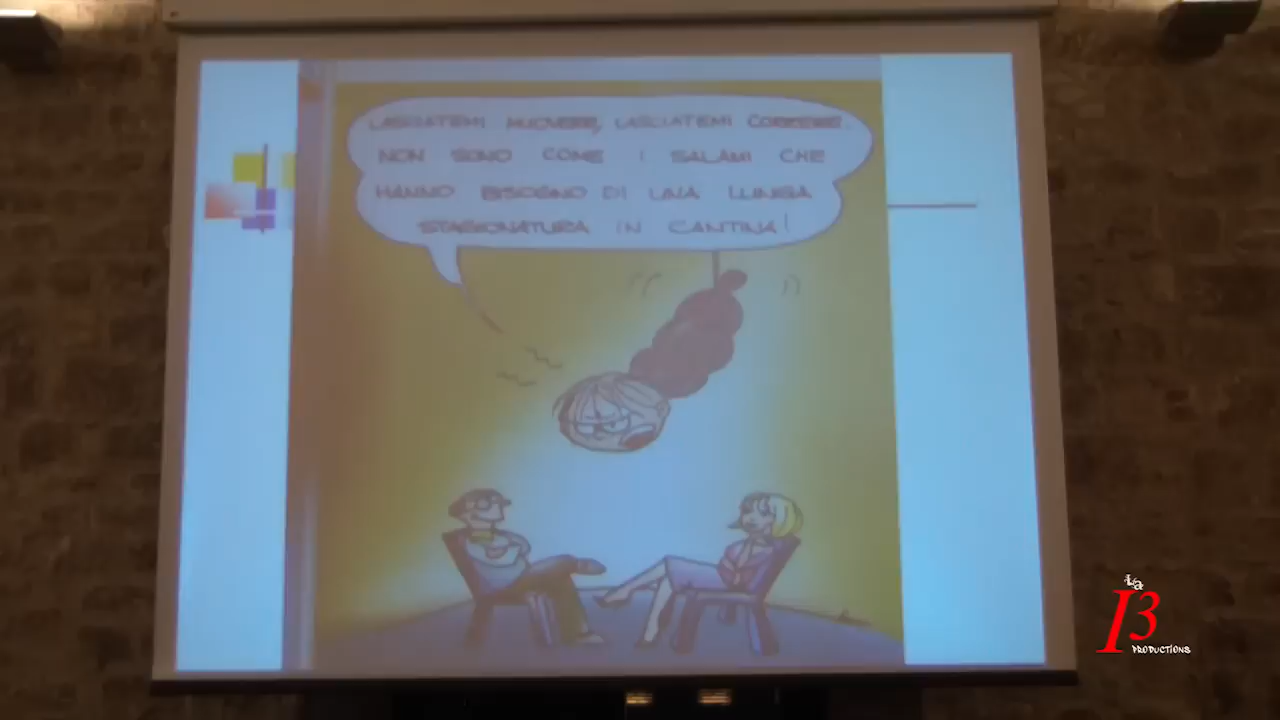 LASCIATEMI MUOVERE, LASCIATEMI CORRERE.
NON SONO COME I SALAMI CHE
HANNO BISOGNO DI UNA LUNGA
STAGIONATURA IN CANTINA!
La
13
PRODUCTIONS